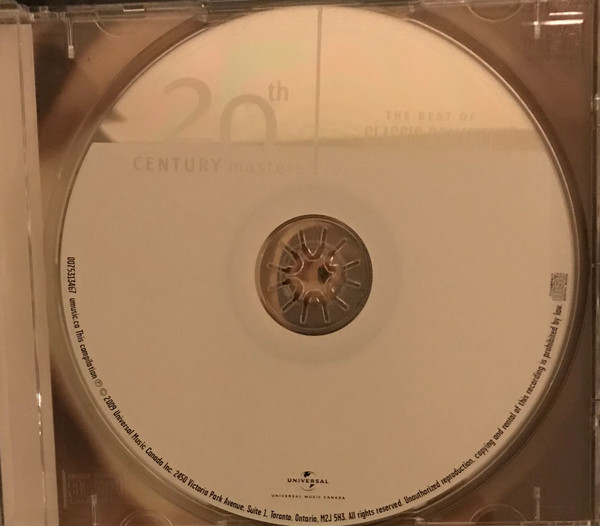 20th
CENTURY masters
THE BEST OF
CLASSIC
0075313467 umusic.ca This compilation ℗ © 2009 Universal Music Canada Inc. 2450 Victoria Park Avenue, Suite 1, Toronto, Ontario, M2J 5H3. All rights reserved. Unauthorized reproduction, copying and rental of this recording is prohibited by law.
UNIVERSAL
UNIVERSAL MUSIC CANADA